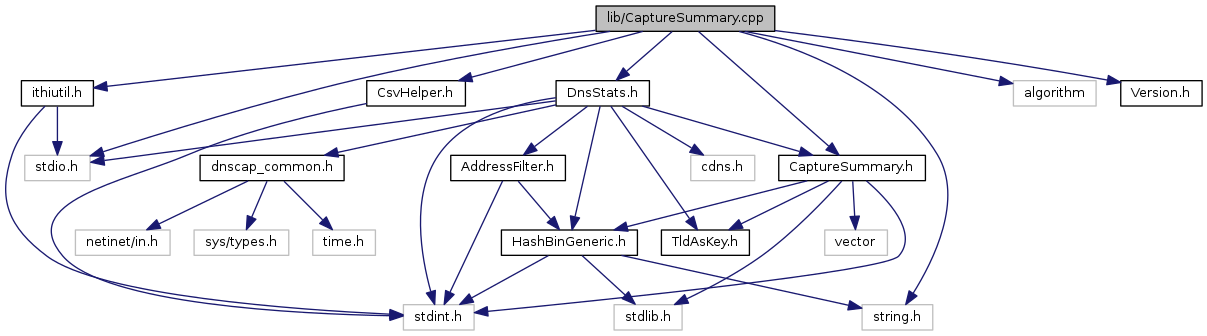 lib/CaptureSummary.cpp
ithiutil.h
CsvHelper.h
DnsStats.h
algorithm
Version.h
stdio.h
dnscap_common.h
AddressFilter.h
cdns.h
CaptureSummary.h
netinet/in.h
sys/types.h
time.h
HashBinGeneric.h
TldAsKey.h
vector
stdint.h
stdlib.h
string.h